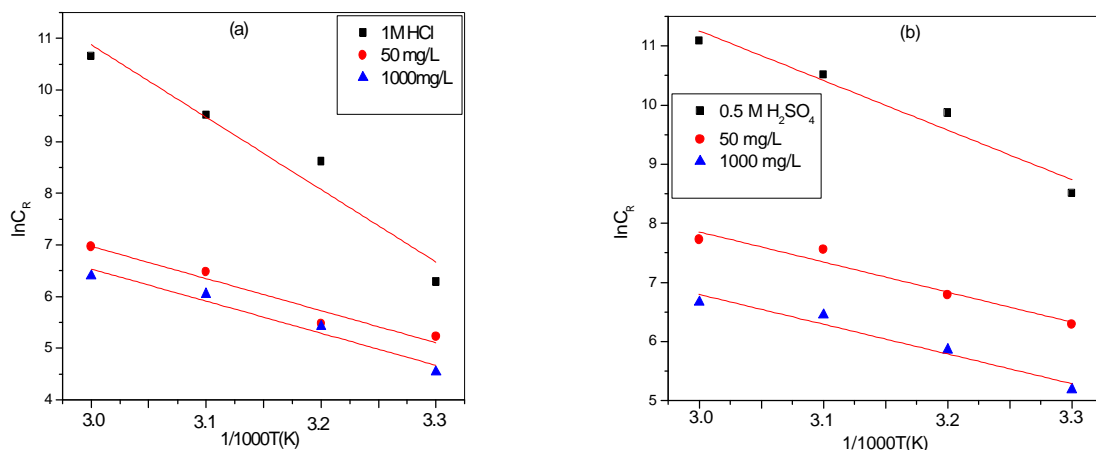 (a)
1M HCl
50 mg/L
1000mg/L
11
10
9
8
7
6
5
4
lnC_R
3.0 3.1 3.2 3.3
1/1000T(K)
(b)
0.5 M H₂SO₄
50 mg/L
1000 mg/L
11
10
9
8
7
6
5
lnC_R
3.0 3.1 3.2 3.3
1/1000T(K)